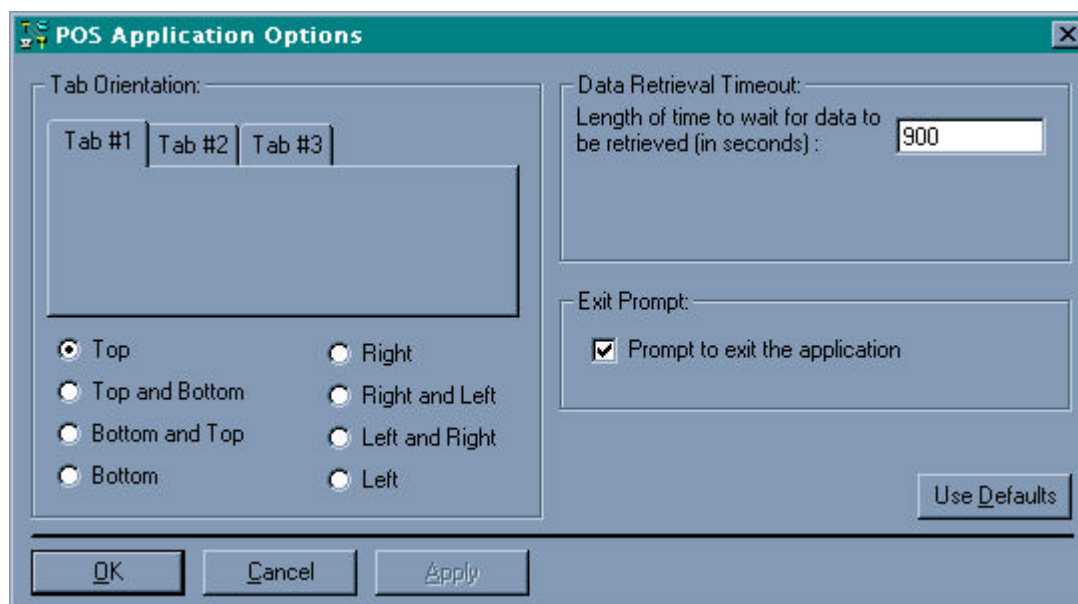 POS Application Options
Tab Orientation:
Tab #1 Tab #2 Tab #3
Top
Top and Bottom
Bottom and Top
Bottom
Right
Right and Left
Left and Right
Left
Data Retrieval Timeout:
Length of time to wait for data to
be retrieved (in seconds) :
900
Exit Prompt:
Prompt to exit the application
Use Defaults
OK Cancel Apply